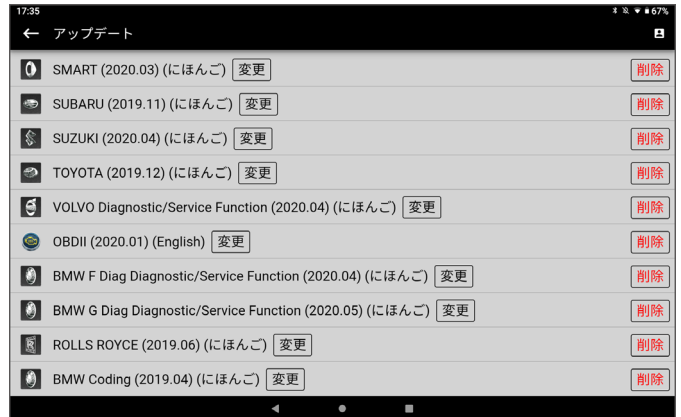 17:35 67%
アップデート
SMART (2020.03) (にほんご) 変更 削除
SUBARU (2019.11) (にほんご) 変更 削除
SUZUKI (2020.04) (にほんご) 変更 削除
TOYOTA (2019.12) (にほんご) 変更 削除
VOLVO Diagnostic/Service Function (2020.04) (にほんご) 変更 削除
OBDII (2020.01) (English) 変更 削除
BMW F Diag Diagnostic/Service Function (2020.04) (にほんご) 変更 削除
BMW G Diag Diagnostic/Service Function (2020.05) (にほんご) 変更 削除
ROLLS ROYCE (2019.06) (にほんご) 変更 削除
BMW Coding (2019.04) (にほんご) 変更 削除